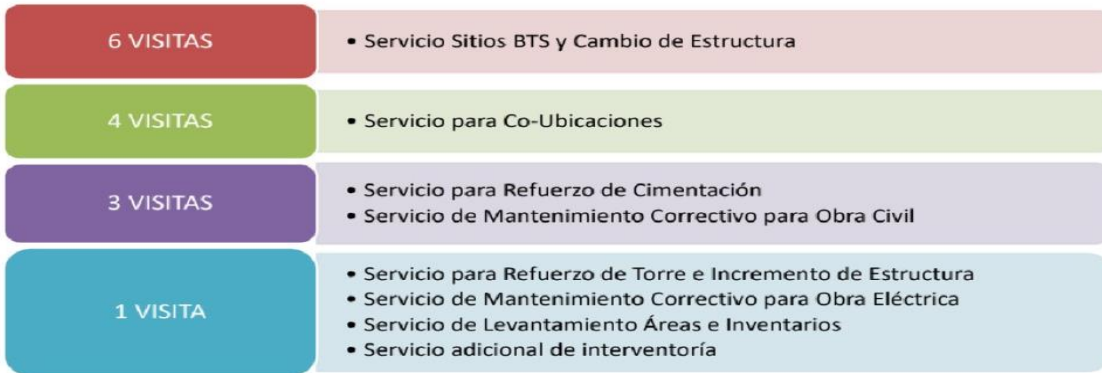 6 VISITAS
• Servicio Sitios BTS y Cambio de Estructura
4 VISITAS
• Servicio para Co-Ubicaciones
3 VISITAS
• Servicio para Refuerzo de Cimentación
• Servicio de Mantenimiento Correctivo para Obra Civil
1 VISITA
• Servicio para Refuerzo de Torre e Incremento de Estructura
• Servicio de Mantenimiento Correctivo para Obra Eléctrica
• Servicio de Levantamiento Áreas e Inventarios
• Servicio adicional de interventoría